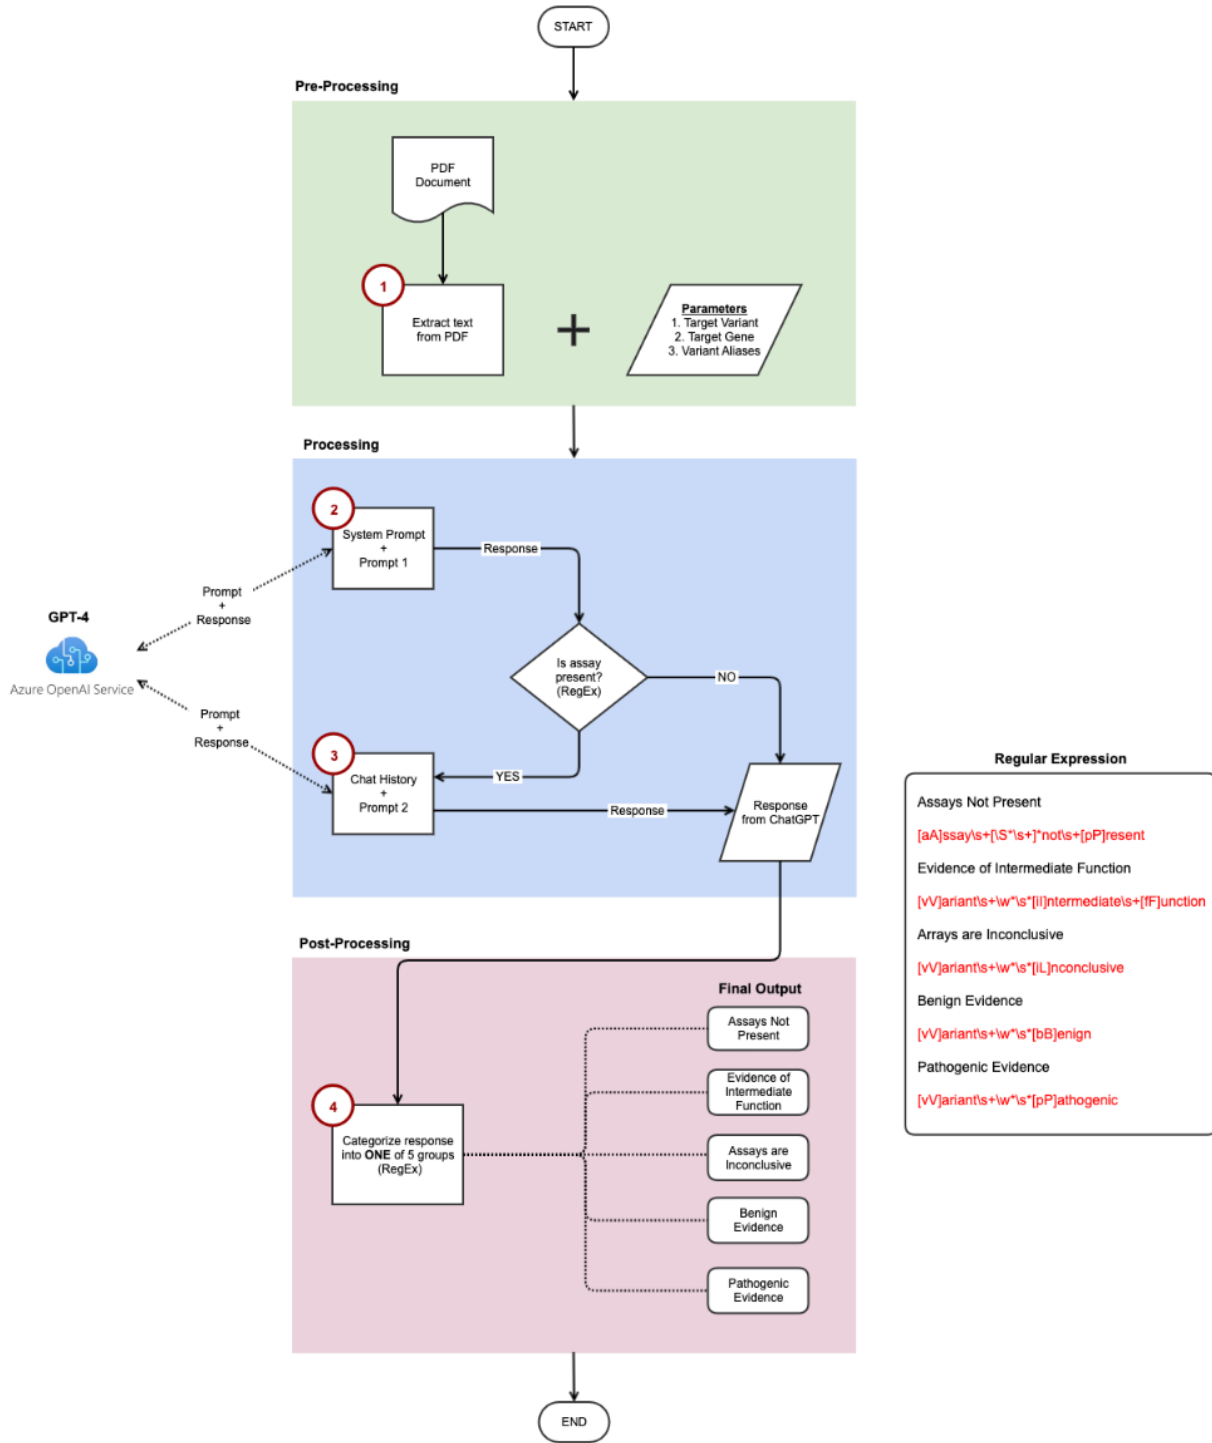 START
Pre-Processing
PDF
Document
1
Extract text
from PDF
+
Parameters
1. Target Variant
2. Target Gene
3. Variant Aliases
Processing
2
System Prompt
+
Prompt 1
Response
Prompt
+
Response
GPT-4
Azure OpenAI Service
Is assay
present?
(RegEx)
NO
YES
Prompt
+
Response
3
Chat History
+
Prompt 2
Response
Response
from ChatGPT
Post-Processing
Final Output
Assays Not
Present
Evidence of
Intermediate
Function
4
Categorize response
into ONE of 5 groups
(RegEx)
Assays are
Inconclusive
Benign
Evidence
Pathogenic
Evidence
END
Regular Expression
Assays Not Present
[aA]ssay\s+[\S*\s+]*not\s+[pP]resent
Evidence of Intermediate Function
[vV]ariant\s+\w*\s*[iI]ntermediate\s+[fF]unction
Arrays are Inconclusive
[vV]ariant\s+\w*\s*[iL]nconclusive
Benign Evidence
[vV]ariant\s+\w*\s*[bB]enign
Pathogenic Evidence
[vV]ariant\s+\w*\s*[pP]athogenic